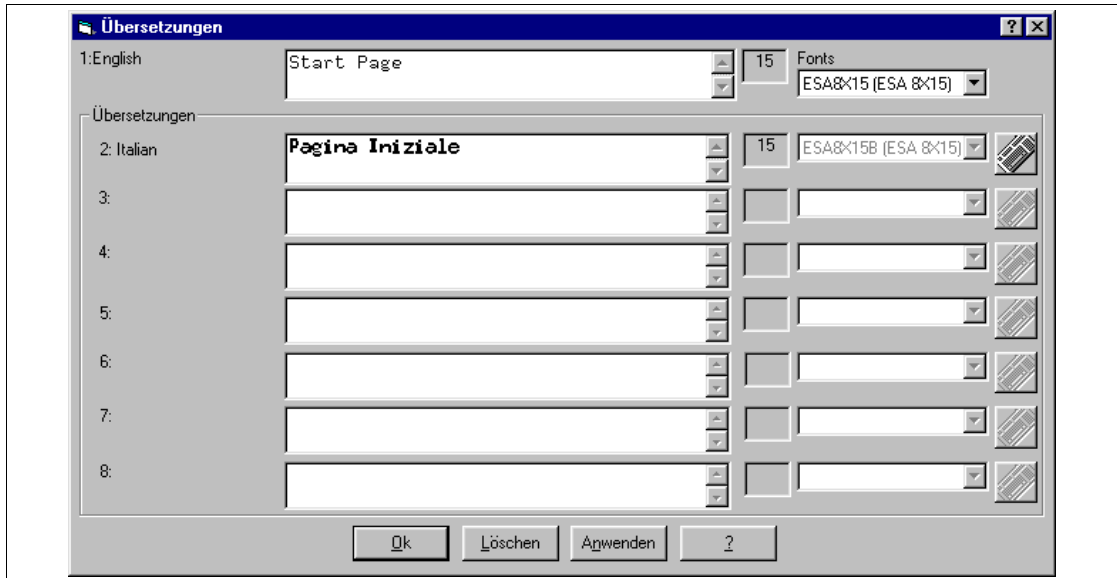 Übersetzungen
1:English
Start Page
15
Fonts
ESA8X15 (ESA 8X15)
Übersetzungen
2: Italian
Pagina Iniziale
15
ESA8X15B (ESA 8X15)
3:
4:
5:
6:
7:
8:
Ok
Löschen
Anwenden
?